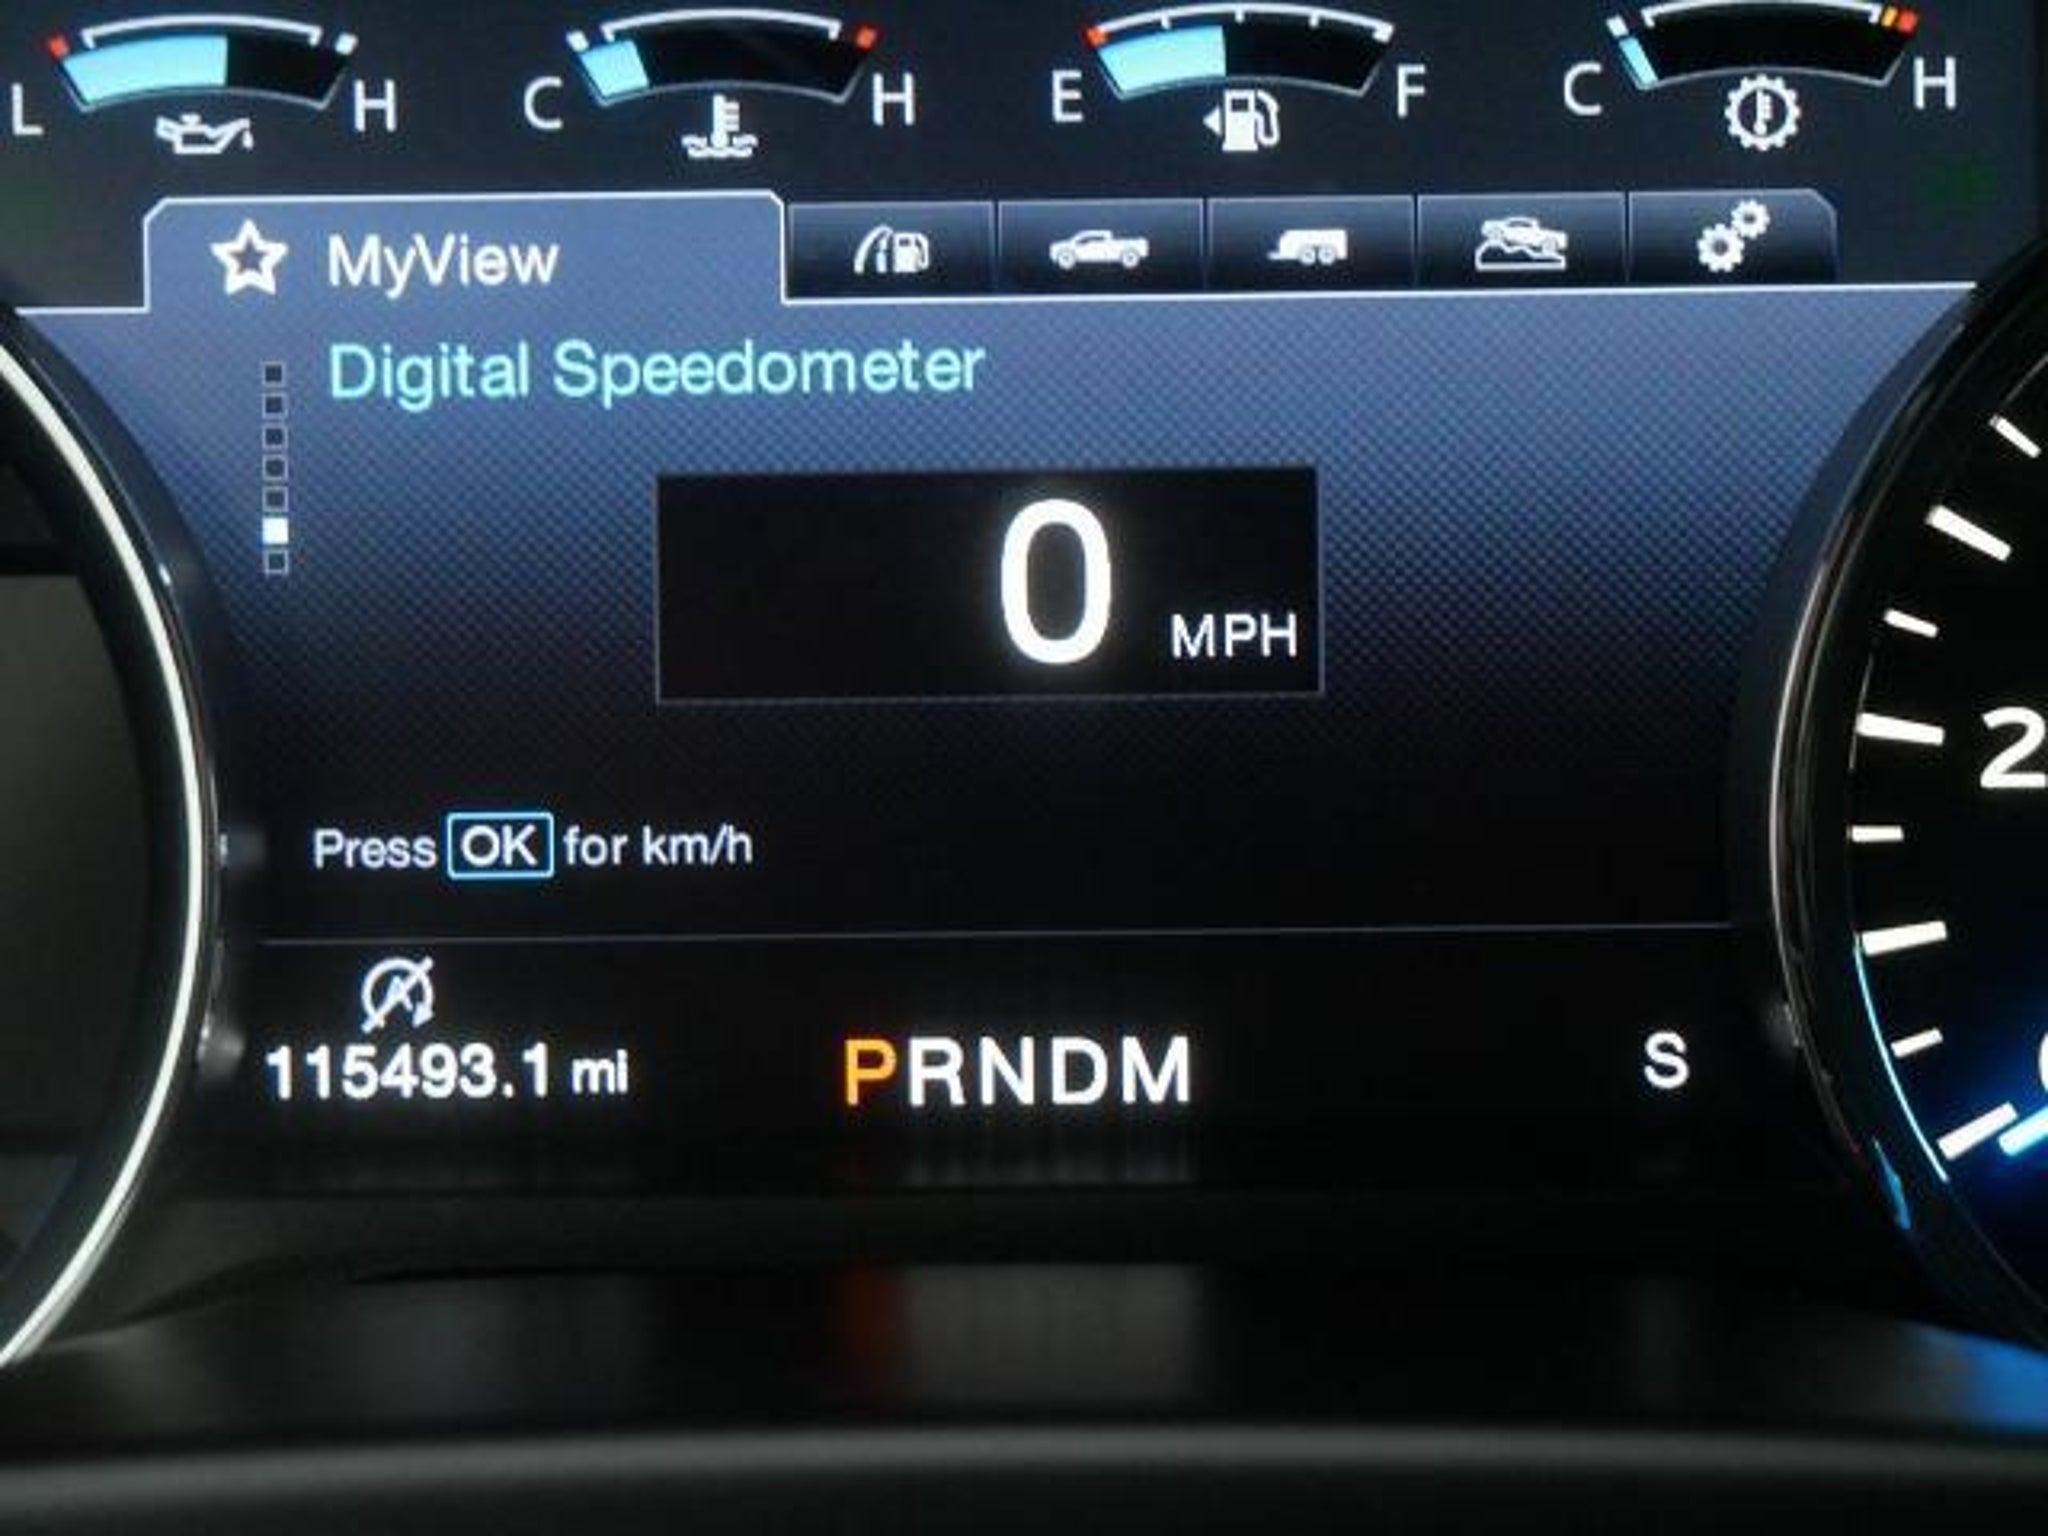 L H C H E F C H
MyView
Digital Speedometer
0 MPH
2
Press OK for km/h
115493.1 mi PRNDM S